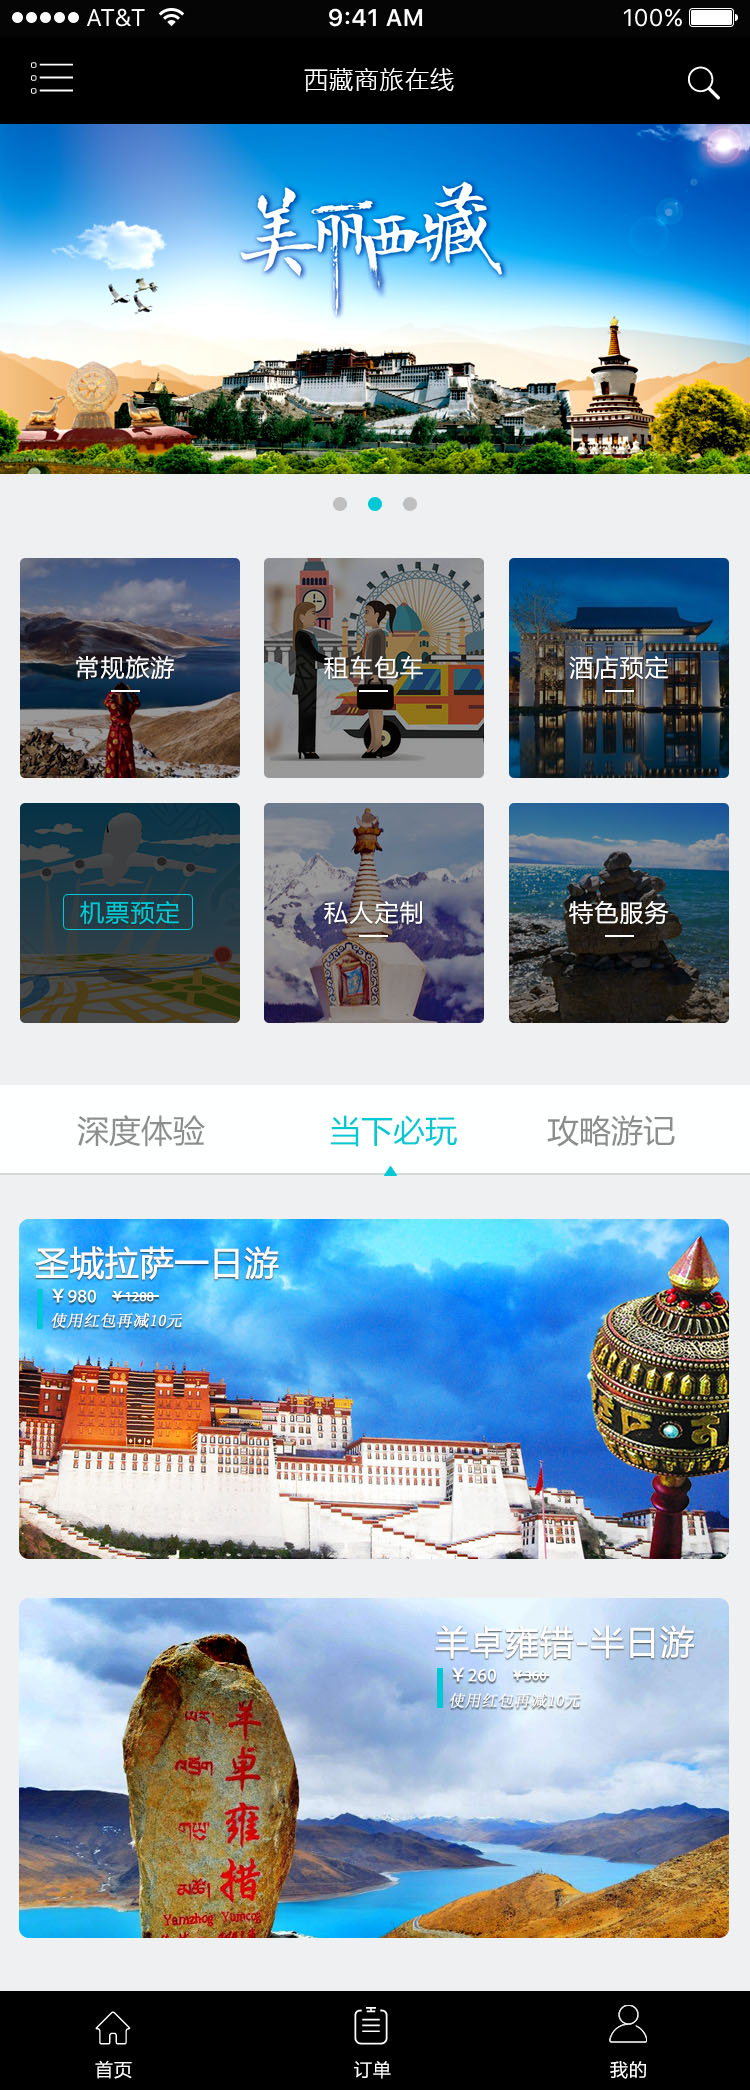 AT&T 9:41 AM 100%
西藏商旅在线
美丽西藏
常规旅游 租车包车 酒店预定
机票预定 私人定制 特色服务
深度体验 当下必玩 攻略游记
圣城拉萨一日游
¥980 ¥1280
使用红包再减10元
羊卓雍错-半日游
¥260 ¥360
使用红包再减10元
羊卓雍措
Yamzhog Yumcog
首页 订单 我的